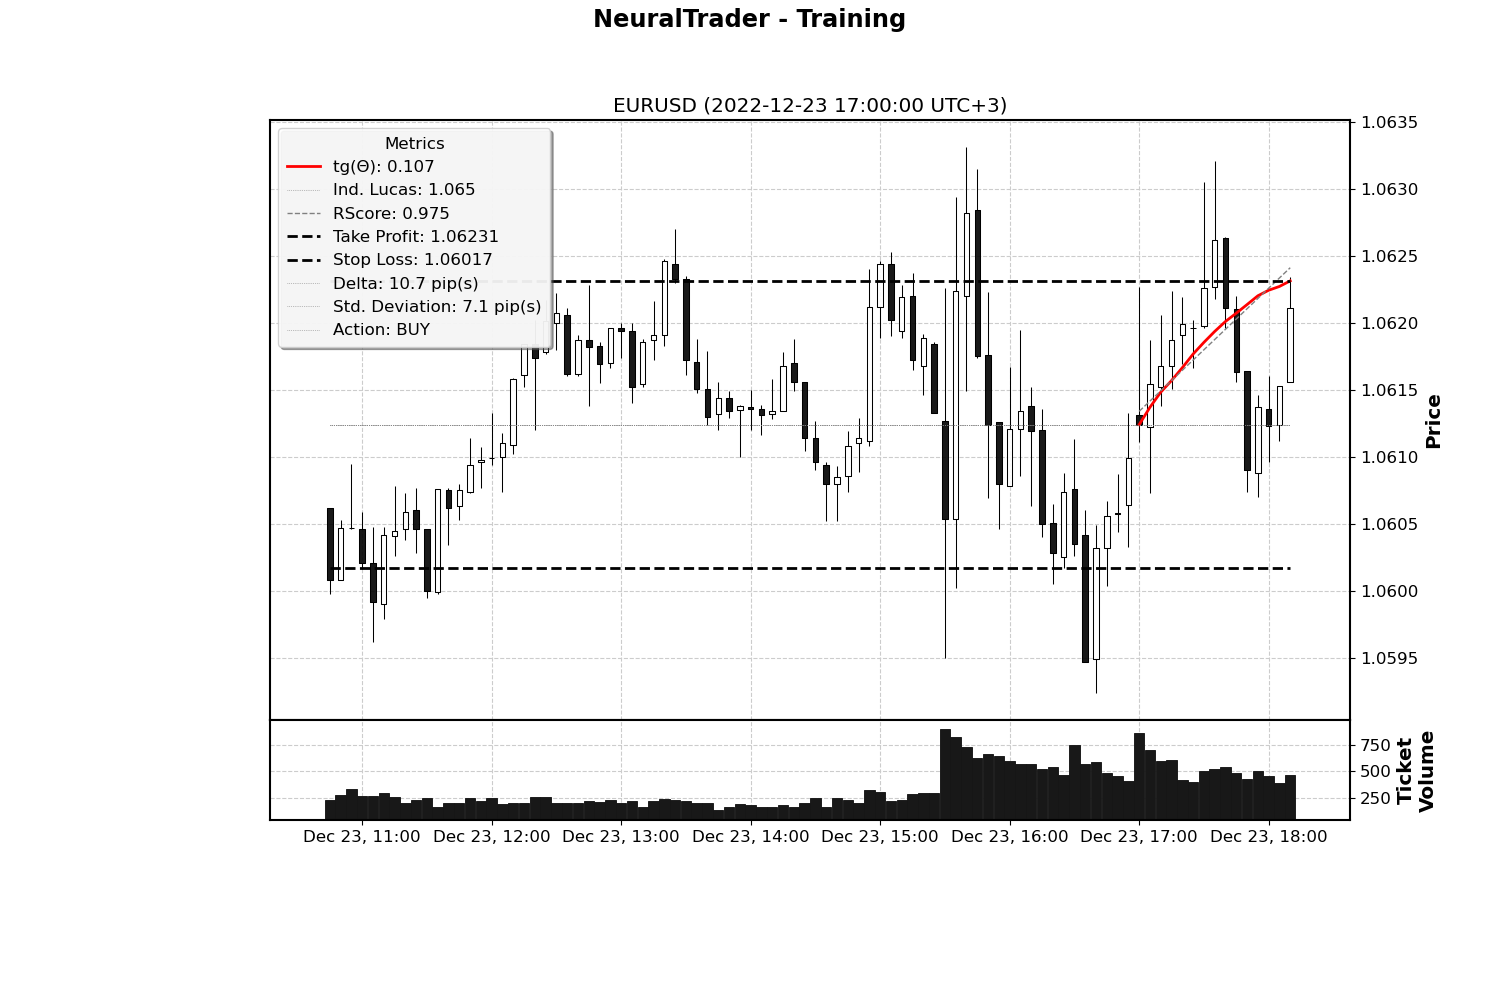 NeuralTrader - Training
EURUSD (2022-12-23 17:00:00 UTC+3)
Metrics
tg(Θ): 0.107
Ind. Lucas: 1.065
RScore: 0.975
Take Profit: 1.06231
Stop Loss: 1.06017
Delta: 10.7 pip(s)
Std. Deviation: 7.1 pip(s)
Action: BUY
1.0635
1.0630
1.0625
1.0620
1.0615
1.0610
1.0605
1.0600
1.0595
Price
750
500
250
Ticket
Volume
Dec 23, 11:00
Dec 23, 12:00
Dec 23, 13:00
Dec 23, 14:00
Dec 23, 15:00
Dec 23, 16:00
Dec 23, 17:00
Dec 23, 18:00